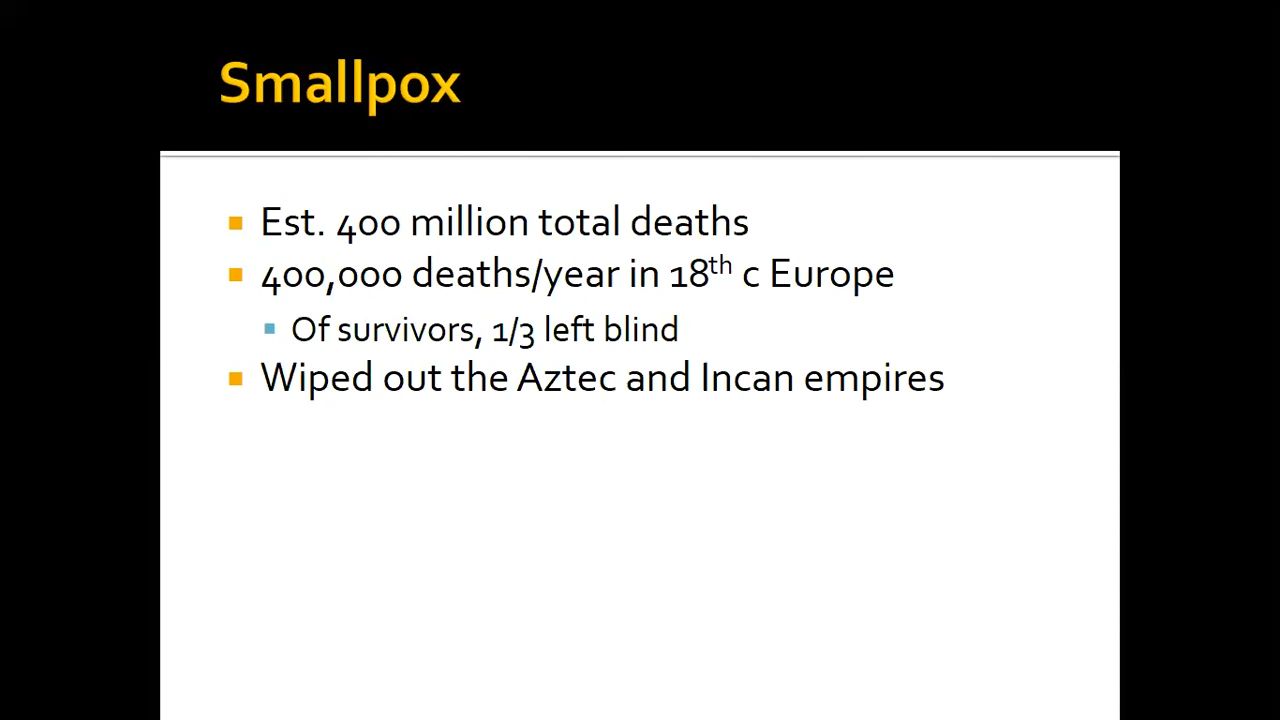 Smallpox
Est. 400 million total deaths
400,000 deaths/year in 18th c Europe
Of survivors, 1/3 left blind
Wiped out the Aztec and Incan empires